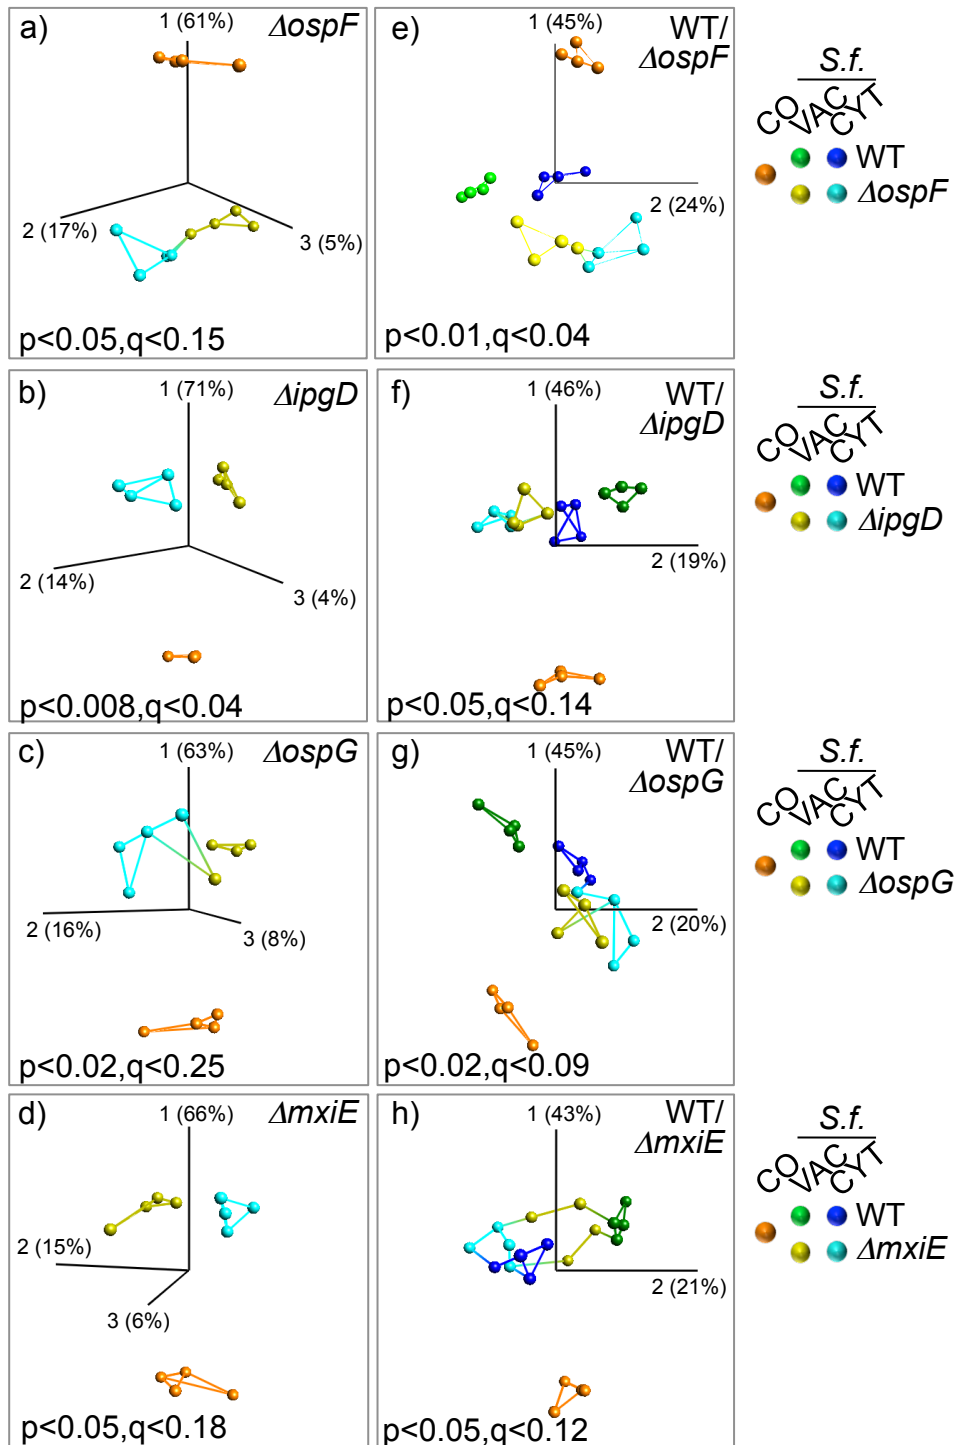 a)
1 (61%)
ΔospF
2 (17%)
3 (5%)
p<0.05,q<0.15
e)
1 (45%)
WT/
ΔospF
2 (24%)
p<0.01,q<0.04
S.f.
CO
VAC
CYT
WT
ΔospF
b)
1 (71%)
ΔipgD
2 (14%)
3 (4%)
p<0.008,q<0.04
f)
1 (46%)
WT/
ΔipgD
2 (19%)
p<0.05,q<0.14
S.f.
CO
VAC
CYT
WT
ΔipgD
c)
1 (63%)
ΔospG
2 (16%)
3 (8%)
p<0.02,q<0.25
g)
1 (45%)
WT/
ΔospG
2 (20%)
p<0.02,q<0.09
S.f.
CO
VAC
CYT
WT
ΔospG
d)
1 (66%)
ΔmxiE
2 (15%)
3 (6%)
p<0.05,q<0.18
h)
1 (43%)
WT/
ΔmxiE
2 (21%)
p<0.05,q<0.12
S.f.
CO
VAC
CYT
WT
ΔmxiE